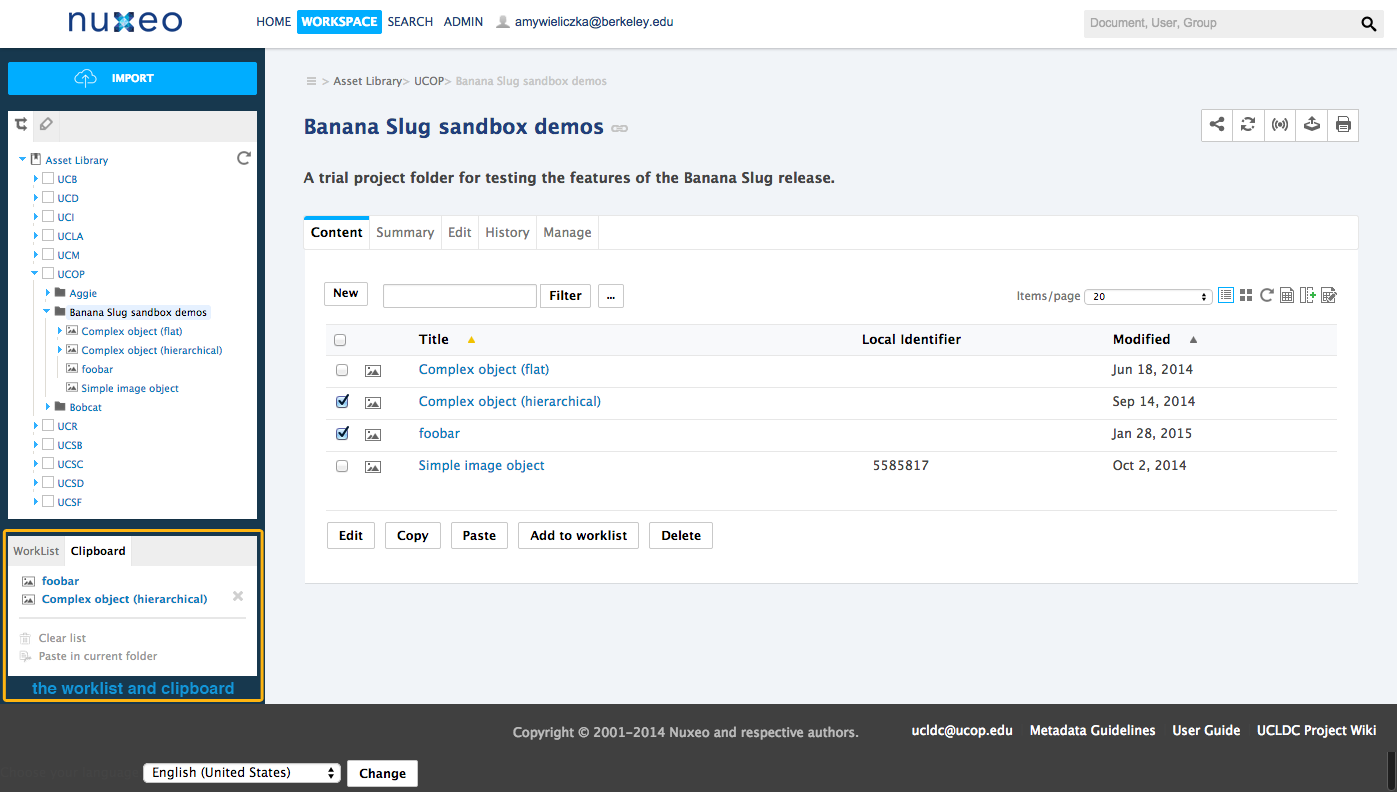 nuxeo
HOME WORKSPACE SEARCH ADMIN amywieliczka@berkeley.edu
Document, User, Group
IMPORT
Asset Library
UCB
UCD
UCI
UCLA
UCM
UCOP
Aggie
Banana Slug sandbox demos
Complex object (flat)
Complex object (hierarchical)
foobar
Simple image object
Bobcat
UCR
UCSB
UCSC
UCSD
UCSF
WorkList Clipboard
foobar
Complex object (hierarchical)
Clear list
Paste in current folder
the worklist and clipboard
> Asset Library> UCOP> Banana Slug sandbox demos
Banana Slug sandbox demos
A trial project folder for testing the features of the Banana Slug release.
Content Summary Edit History Manage
New Filter ... Items/page 20
Title Local Identifier Modified
Complex object (flat) Jun 18, 2014
Complex object (hierarchical) Sep 14, 2014
foobar Jan 28, 2015
Simple image object 5585817 Oct 2, 2014
Edit Copy Paste Add to worklist Delete
Copyright © 2001-2014 Nuxeo and respective authors. ucldc@ucop.edu Metadata Guidelines User Guide UCLDC Project Wiki
English (United States) Change